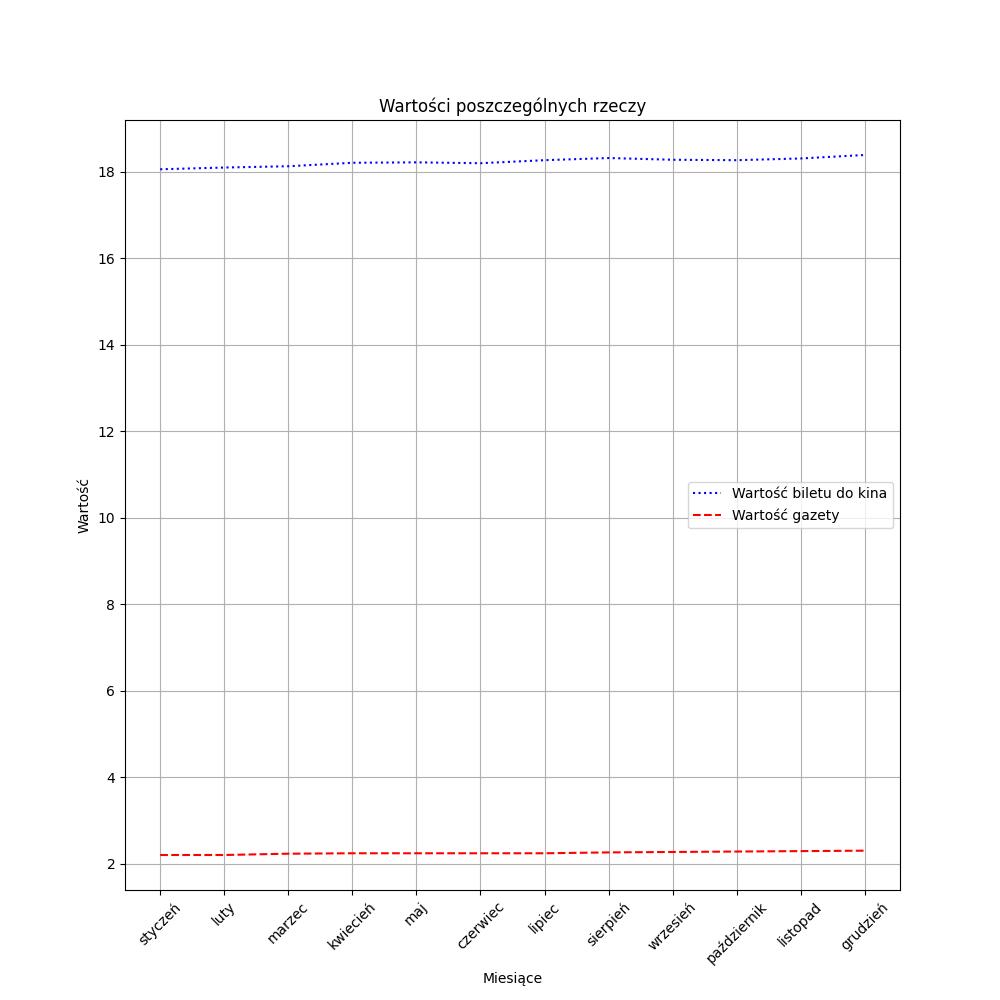 Wartości poszczególnych rzeczy
18
16
14
12
10
8
6
4
2
Wartość
Wartość biletu do kina
Wartość gazety
styczeń
luty
marzec
kwiecień
maj
czerwiec
lipiec
sierpień
wrzesień
październik
listopad
grudzień
Miesiące